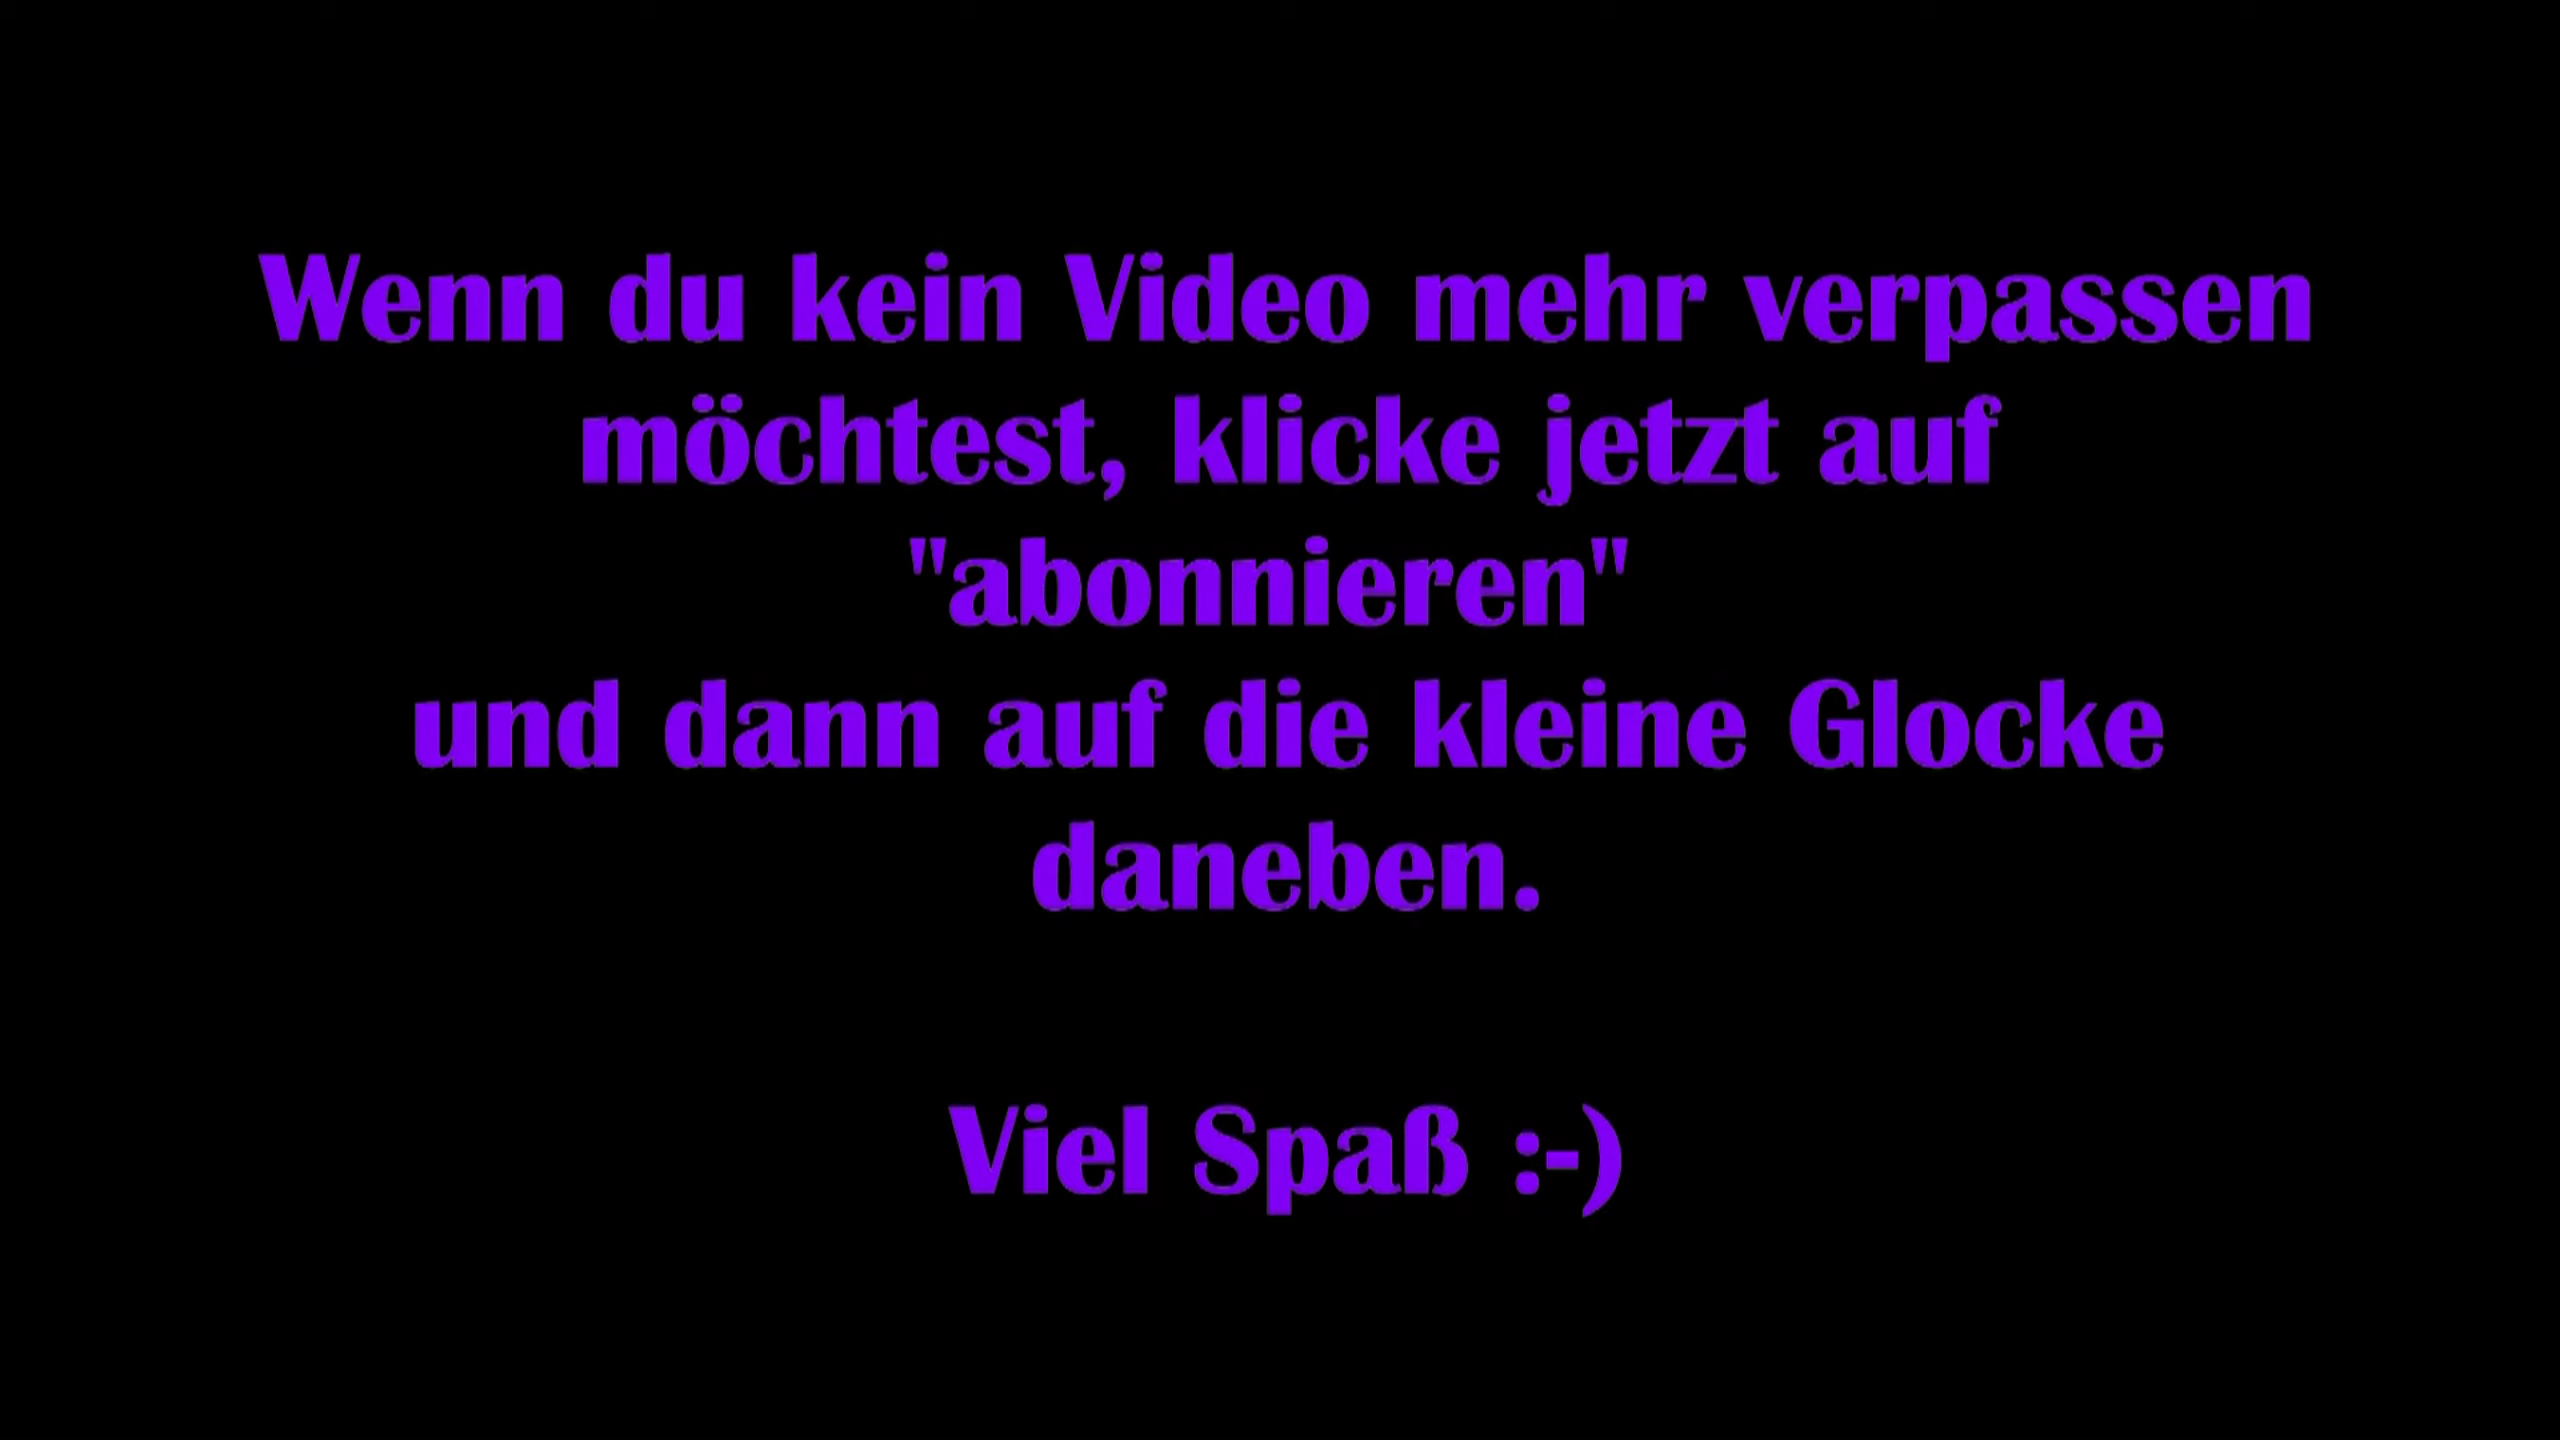 Wenn du kein Video mehr verpassen
möchtest, klicke jetzt auf
"abonnieren"
und dann auf die kleine Glocke
daneben.
Viel Spaß :-)